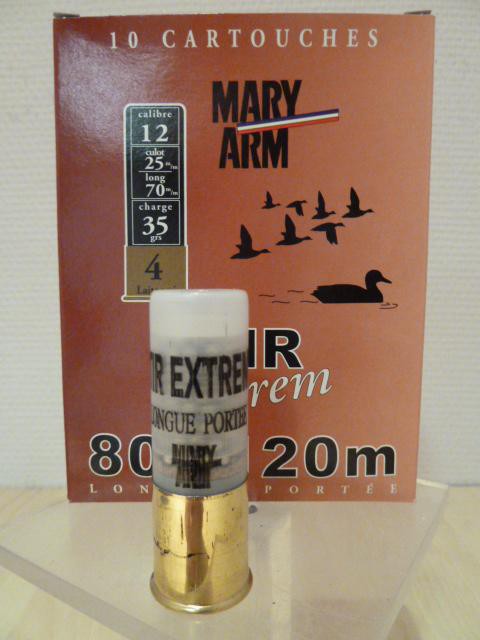 10 CARTOUCHES
MARY
ARM
calibre
12
culot
25 m/m
long
70 m/m
charge
35
grs
4
IR
rem
80 20m
LON PORTÉE
TIR EXTREM
LONGUE PORTEE
MARY
ARM